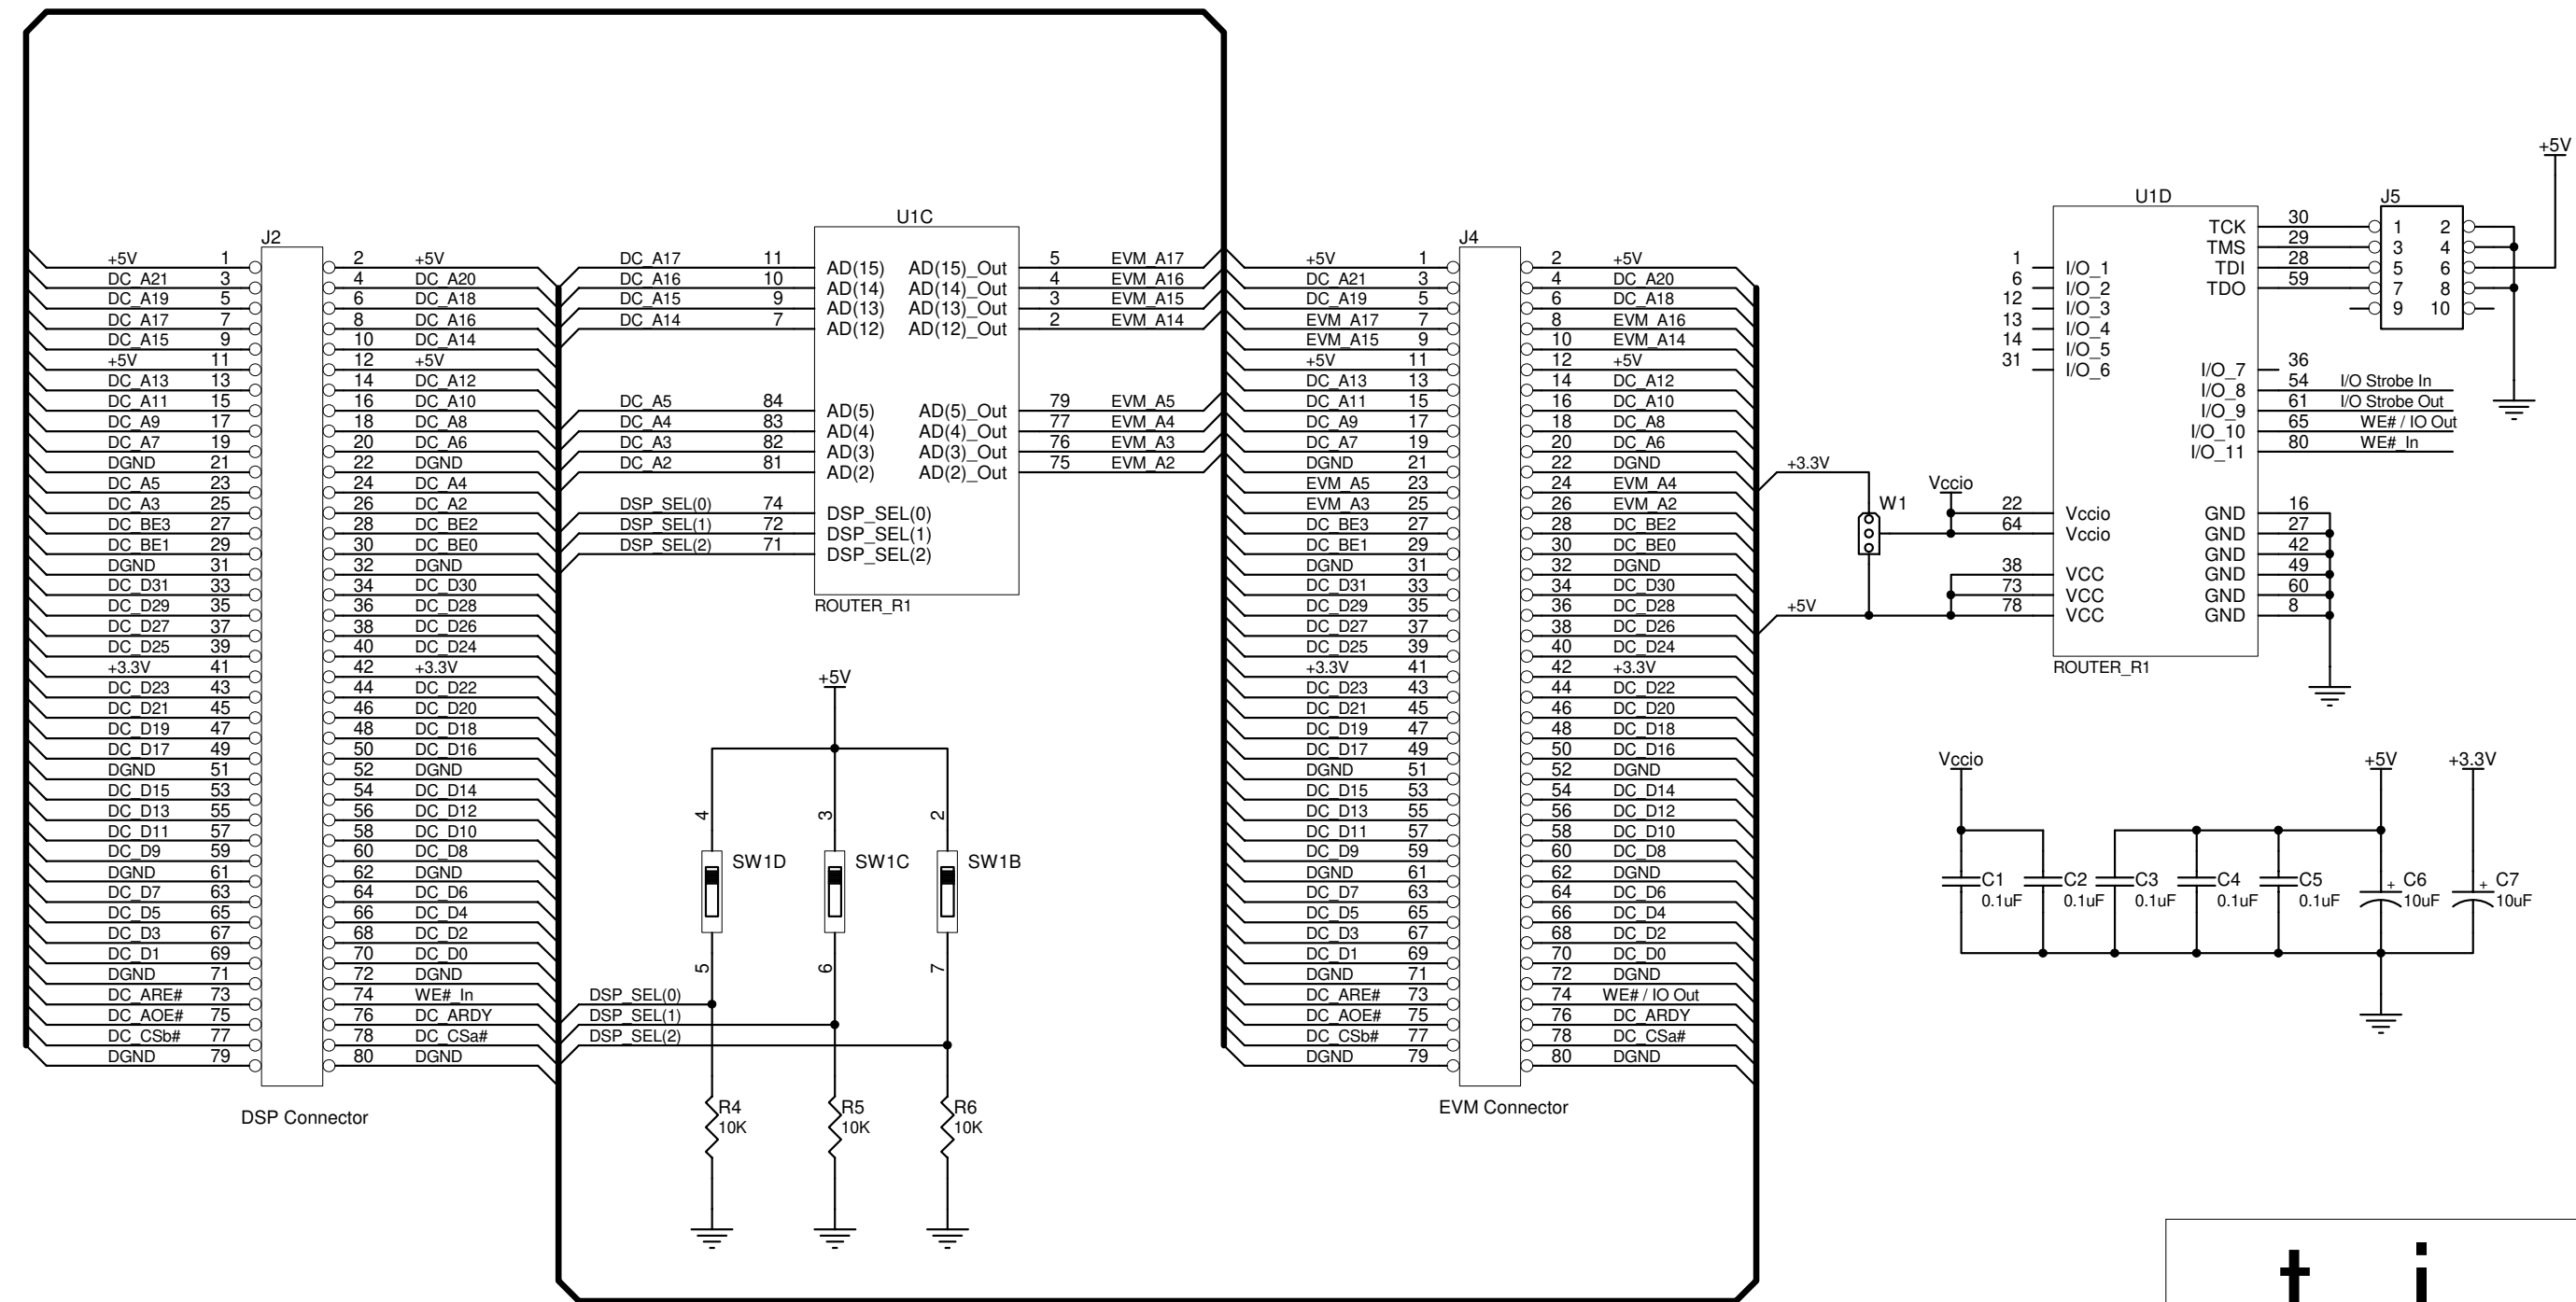 J2
+5V 1 2 +5V
DC_A21 3 4 DC_A20
DC_A19 5 6 DC_A18
DC_A17 7 8 DC_A16
DC_A15 9 10 DC_A14
+5V 11 12 +5V
DC_A13 13 14 DC_A12
DC_A11 15 16 DC_A10
DC_A9 17 18 DC_A8
DC_A7 19 20 DC_A6
DGND 21 22 DGND
DC_A5 23 24 DC_A4
DC_A3 25 26 DC_A2
DC_BE3 27 28 DC_BE2
DC_BE1 29 30 DC_BE0
DGND 31 32 DGND
DC_D31 33 34 DC_D30
DC_D29 35 36 DC_D28
DC_D27 37 38 DC_D26
DC_D25 39 40 DC_D24
+3.3V 41 42 +3.3V
DC_D23 43 44 DC_D22
DC_D21 45 46 DC_D20
DC_D19 47 48 DC_D18
DC_D17 49 50 DC_D16
DGND 51 52 DGND
DC_D15 53 54 DC_D14
DC_D13 55 56 DC_D12
DC_D11 57 58 DC_D10
DC_D9 59 60 DC_D8
DGND 61 62 DGND
DC_D7 63 64 DC_D6
DC_D5 65 66 DC_D4
DC_D3 67 68 DC_D2
DC_D1 69 70 DC_D0
DGND 71 72 DGND
DC_ARE# 73 74 WE#_In
DC_AOE# 75 76 DC_ARDY
DC_CSb# 77 78 DC_CSa#
DGND 79 80 DGND
DSP Connector
U1C
DC_A17 11 AD(15) AD(15)_Out 5 EVM_A17
DC_A16 10 AD(14) AD(14)_Out 4 EVM_A16
DC_A15 9 AD(13) AD(13)_Out 3 EVM_A15
DC_A14 7 AD(12) AD(12)_Out 2 EVM_A14
DC_A5 84 AD(5) AD(5)_Out 79 EVM_A5
DC_A4 83 AD(4) AD(4)_Out 77 EVM_A4
DC_A3 82 AD(3) AD(3)_Out 76 EVM_A3
DC_A2 81 AD(2) AD(2)_Out 75 EVM_A2
DSP_SEL(0) 74 DSP_SEL(0)
DSP_SEL(1) 72 DSP_SEL(1)
DSP_SEL(2) 71 DSP_SEL(2)
ROUTER_R1
+5V
4 3 2
SW1D SW1C SW1B
5 6 7
DSP_SEL(0)
DSP_SEL(1)
DSP_SEL(2)
R4 R5 R6
10K 10K 10K
J4
+5V 1 2 +5V
DC_A21 3 4 DC_A20
DC_A19 5 6 DC_A18
EVM_A17 7 8 EVM_A16
EVM_A15 9 10 EVM_A14
+5V 11 12 +5V
DC_A13 13 14 DC_A12
DC_A11 15 16 DC_A10
DC_A9 17 18 DC_A8
DC_A7 19 20 DC_A6
DGND 21 22 DGND
EVM_A5 23 24 EVM_A4
EVM_A3 25 26 EVM_A2
DC_BE3 27 28 DC_BE2
DC_BE1 29 30 DC_BE0
DGND 31 32 DGND
DC_D31 33 34 DC_D30
DC_D29 35 36 DC_D28
DC_D27 37 38 DC_D26
DC_D25 39 40 DC_D24
+3.3V 41 42 +3.3V
DC_D23 43 44 DC_D22
DC_D21 45 46 DC_D20
DC_D19 47 48 DC_D18
DC_D17 49 50 DC_D16
DGND 51 52 DGND
DC_D15 53 54 DC_D14
DC_D13 55 56 DC_D12
DC_D11 57 58 DC_D10
DC_D9 59 60 DC_D8
DGND 61 62 DGND
DC_D7 63 64 DC_D6
DC_D5 65 66 DC_D4
DC_D3 67 68 DC_D2
DC_D1 69 70 DC_D0
DGND 71 72 DGND
DC_ARE# 73 74 WE# / IO Out
DC_AOE# 75 76 DC_ARDY
DC_CSb# 77 78 DC_CSa#
DGND 79 80 DGND
EVM Connector
+3.3V
+5V
W1
Vccio
U1D
1 I/O_1
6 I/O_2
12 I/O_3
13 I/O_4
14 I/O_5
31 I/O_6
22 Vccio
64 Vccio
38 VCC
73 VCC
78 VCC
TCK 30
TMS 29
TDI 28
TDO 59
I/O_7 36
I/O_8 54 I/O Strobe In
I/O_9 61 I/O Strobe Out
I/O_10 65 WE# / IO Out
I/O_11 80 WE#_In
GND 16
GND 27
GND 42
GND 49
GND 60
GND 8
ROUTER_R1
J5
1 2
3 4
5 6
7 8
9 10
+5V
Vccio +5V +3.3V
C1 C2 C3 C4 C5 + C6 + C7
0.1uF 0.1uF 0.1uF 0.1uF 0.1uF 10uF 10uF
t i